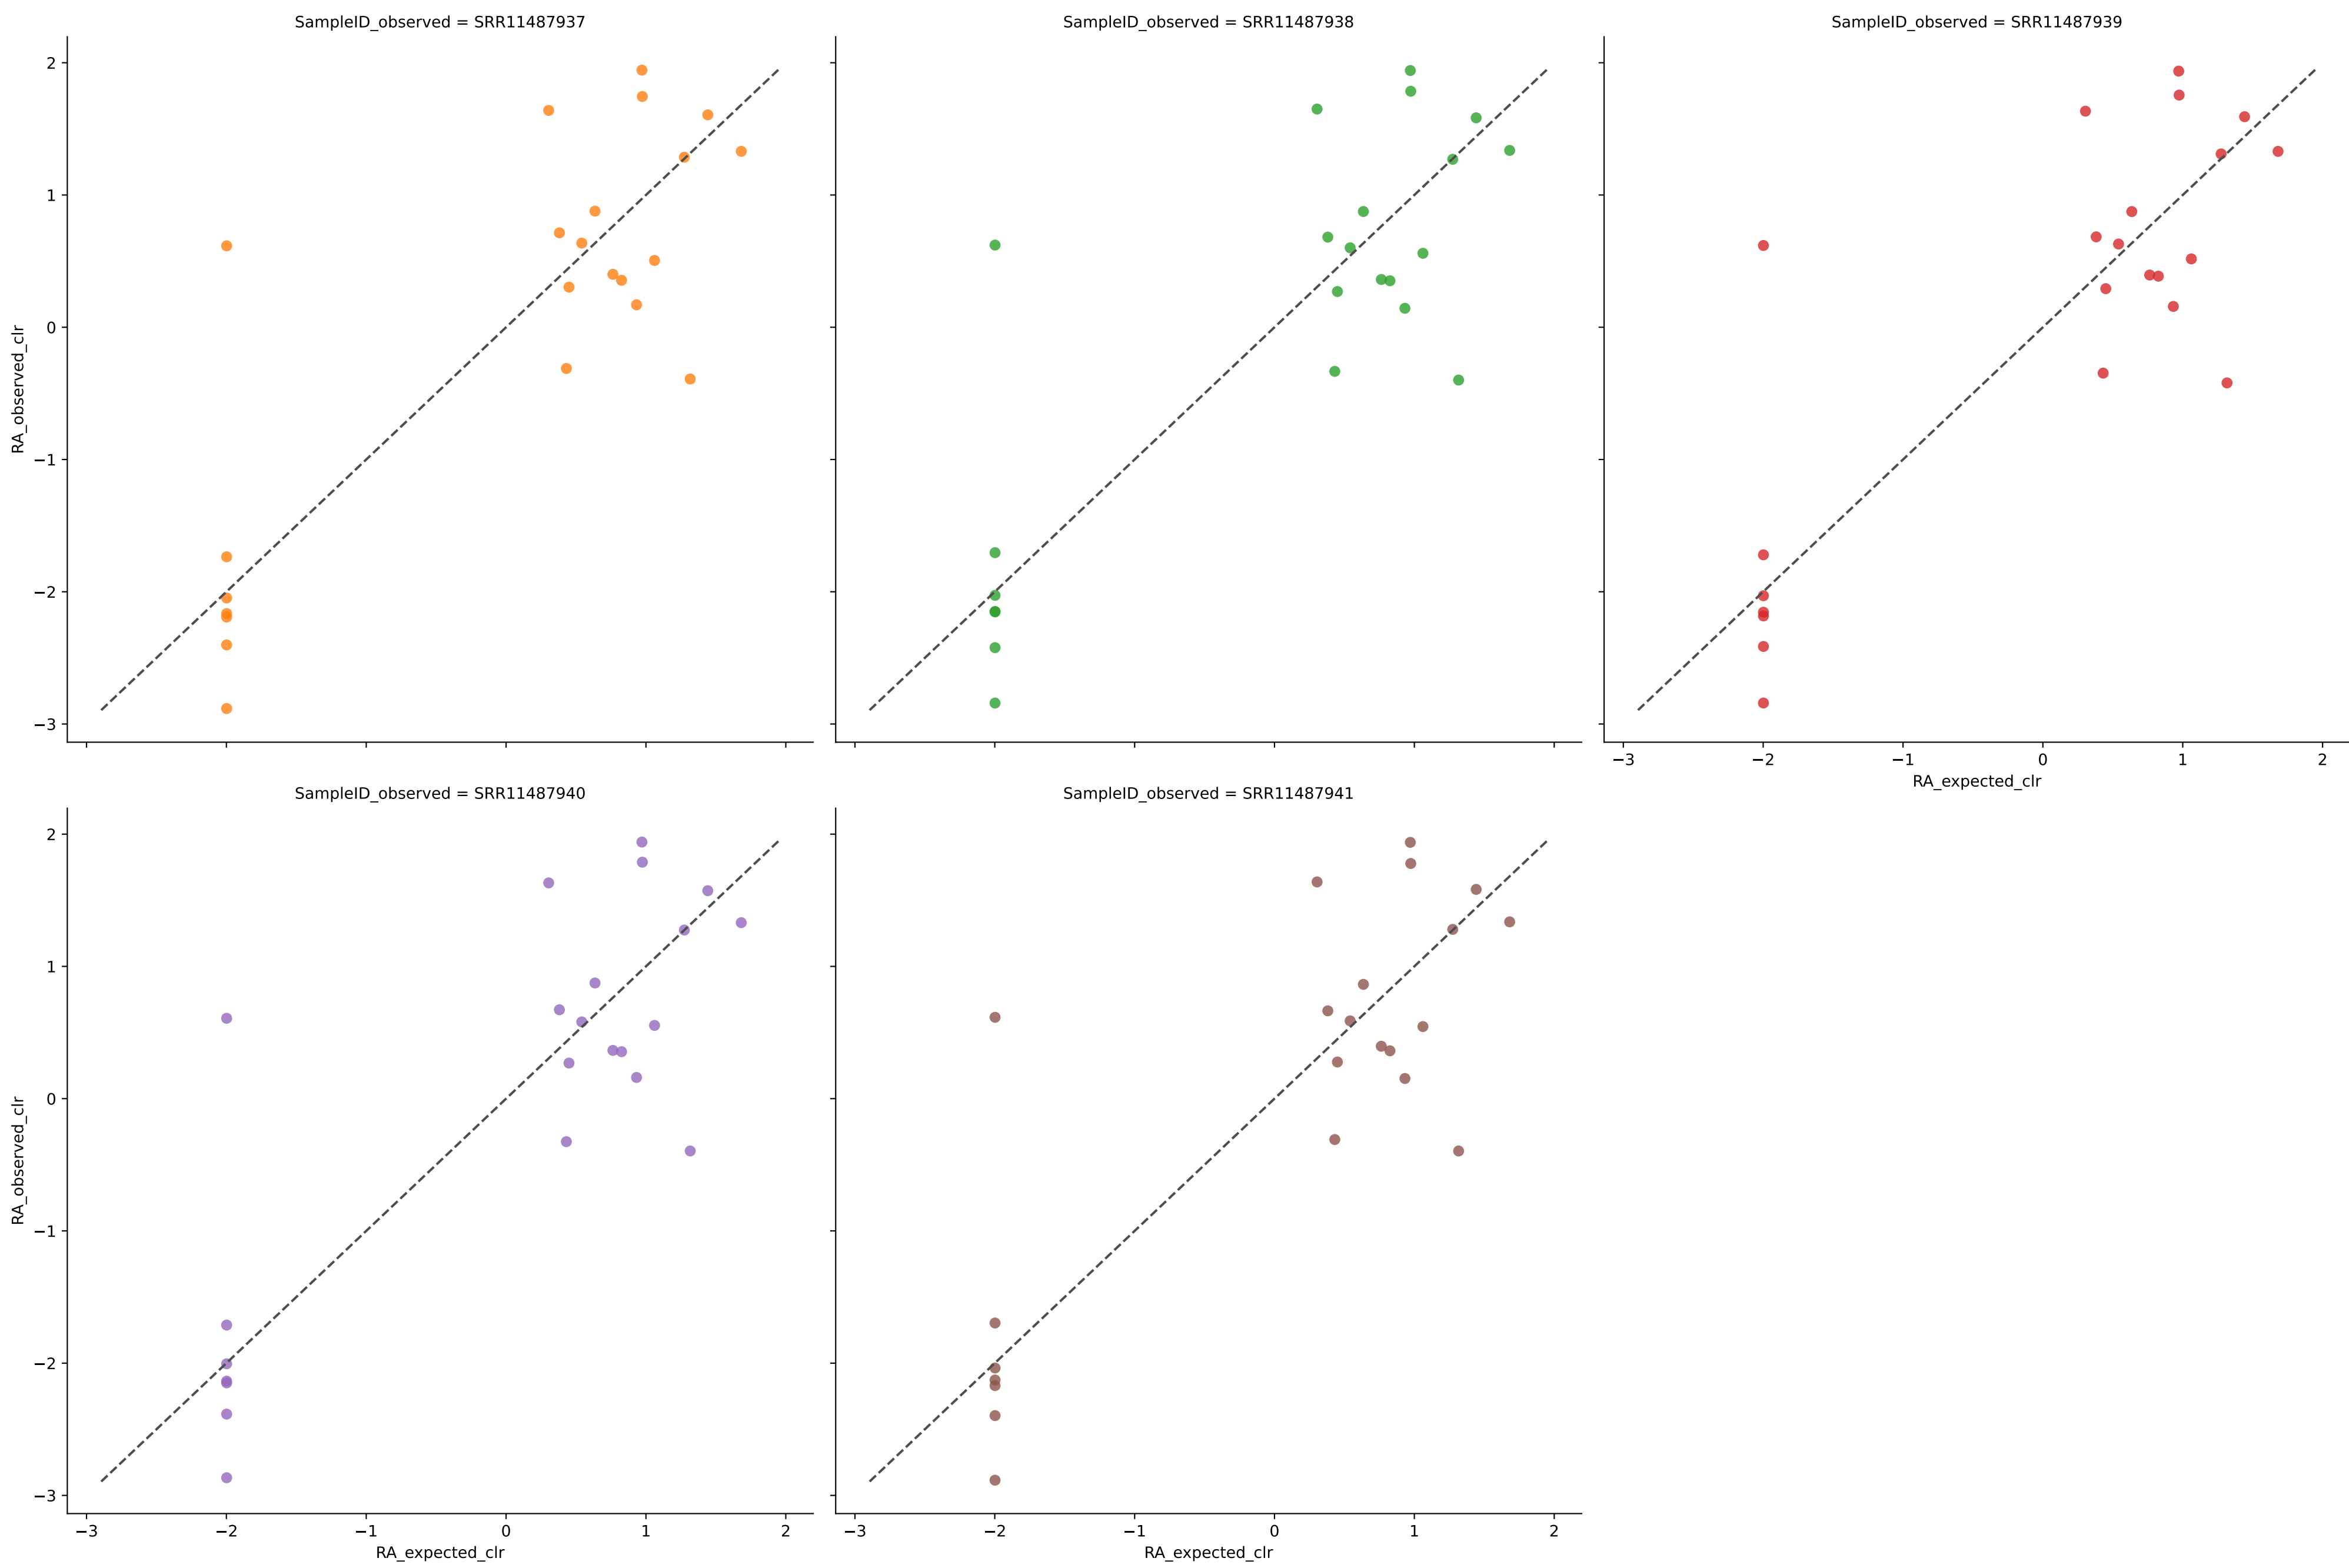 SampleID_observed = SRR11487937
SampleID_observed = SRR11487938
SampleID_observed = SRR11487939
2
1
0
−1
−2
−3
RA_observed_clr
−3 −2 −1 0 1 2
RA_expected_clr
SampleID_observed = SRR11487940
SampleID_observed = SRR11487941
2
1
0
−1
−2
−3
RA_observed_clr
−3 −2 −1 0 1 2
−3 −2 −1 0 1 2
RA_expected_clr
RA_expected_clr